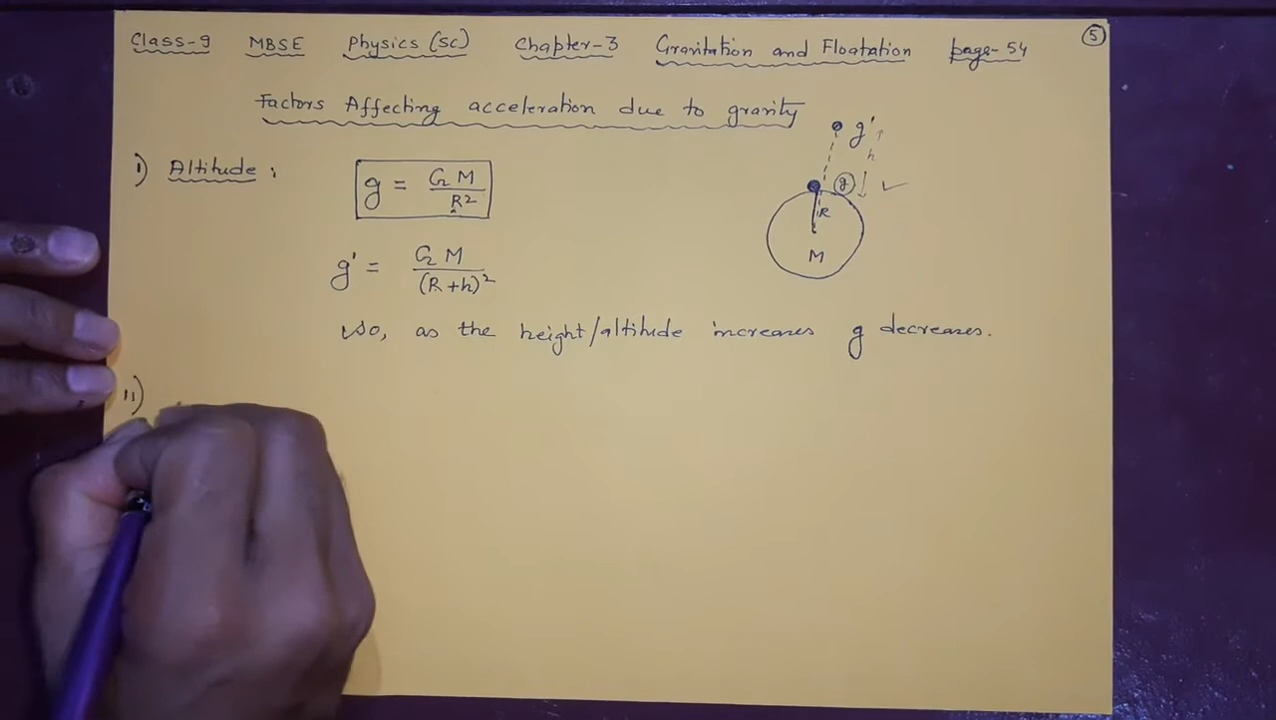 Class-9 MBSE Physics (SC) Chapter-3 Gravitation and Floatation page-54 5
Factors Affecting acceleration due to gravity
i) Altitude :
g = GM / R²
g' = GM / (R+h)²
So, as the height/altitude increases g decreases.
ii)
g'
h
g ✓
R
M